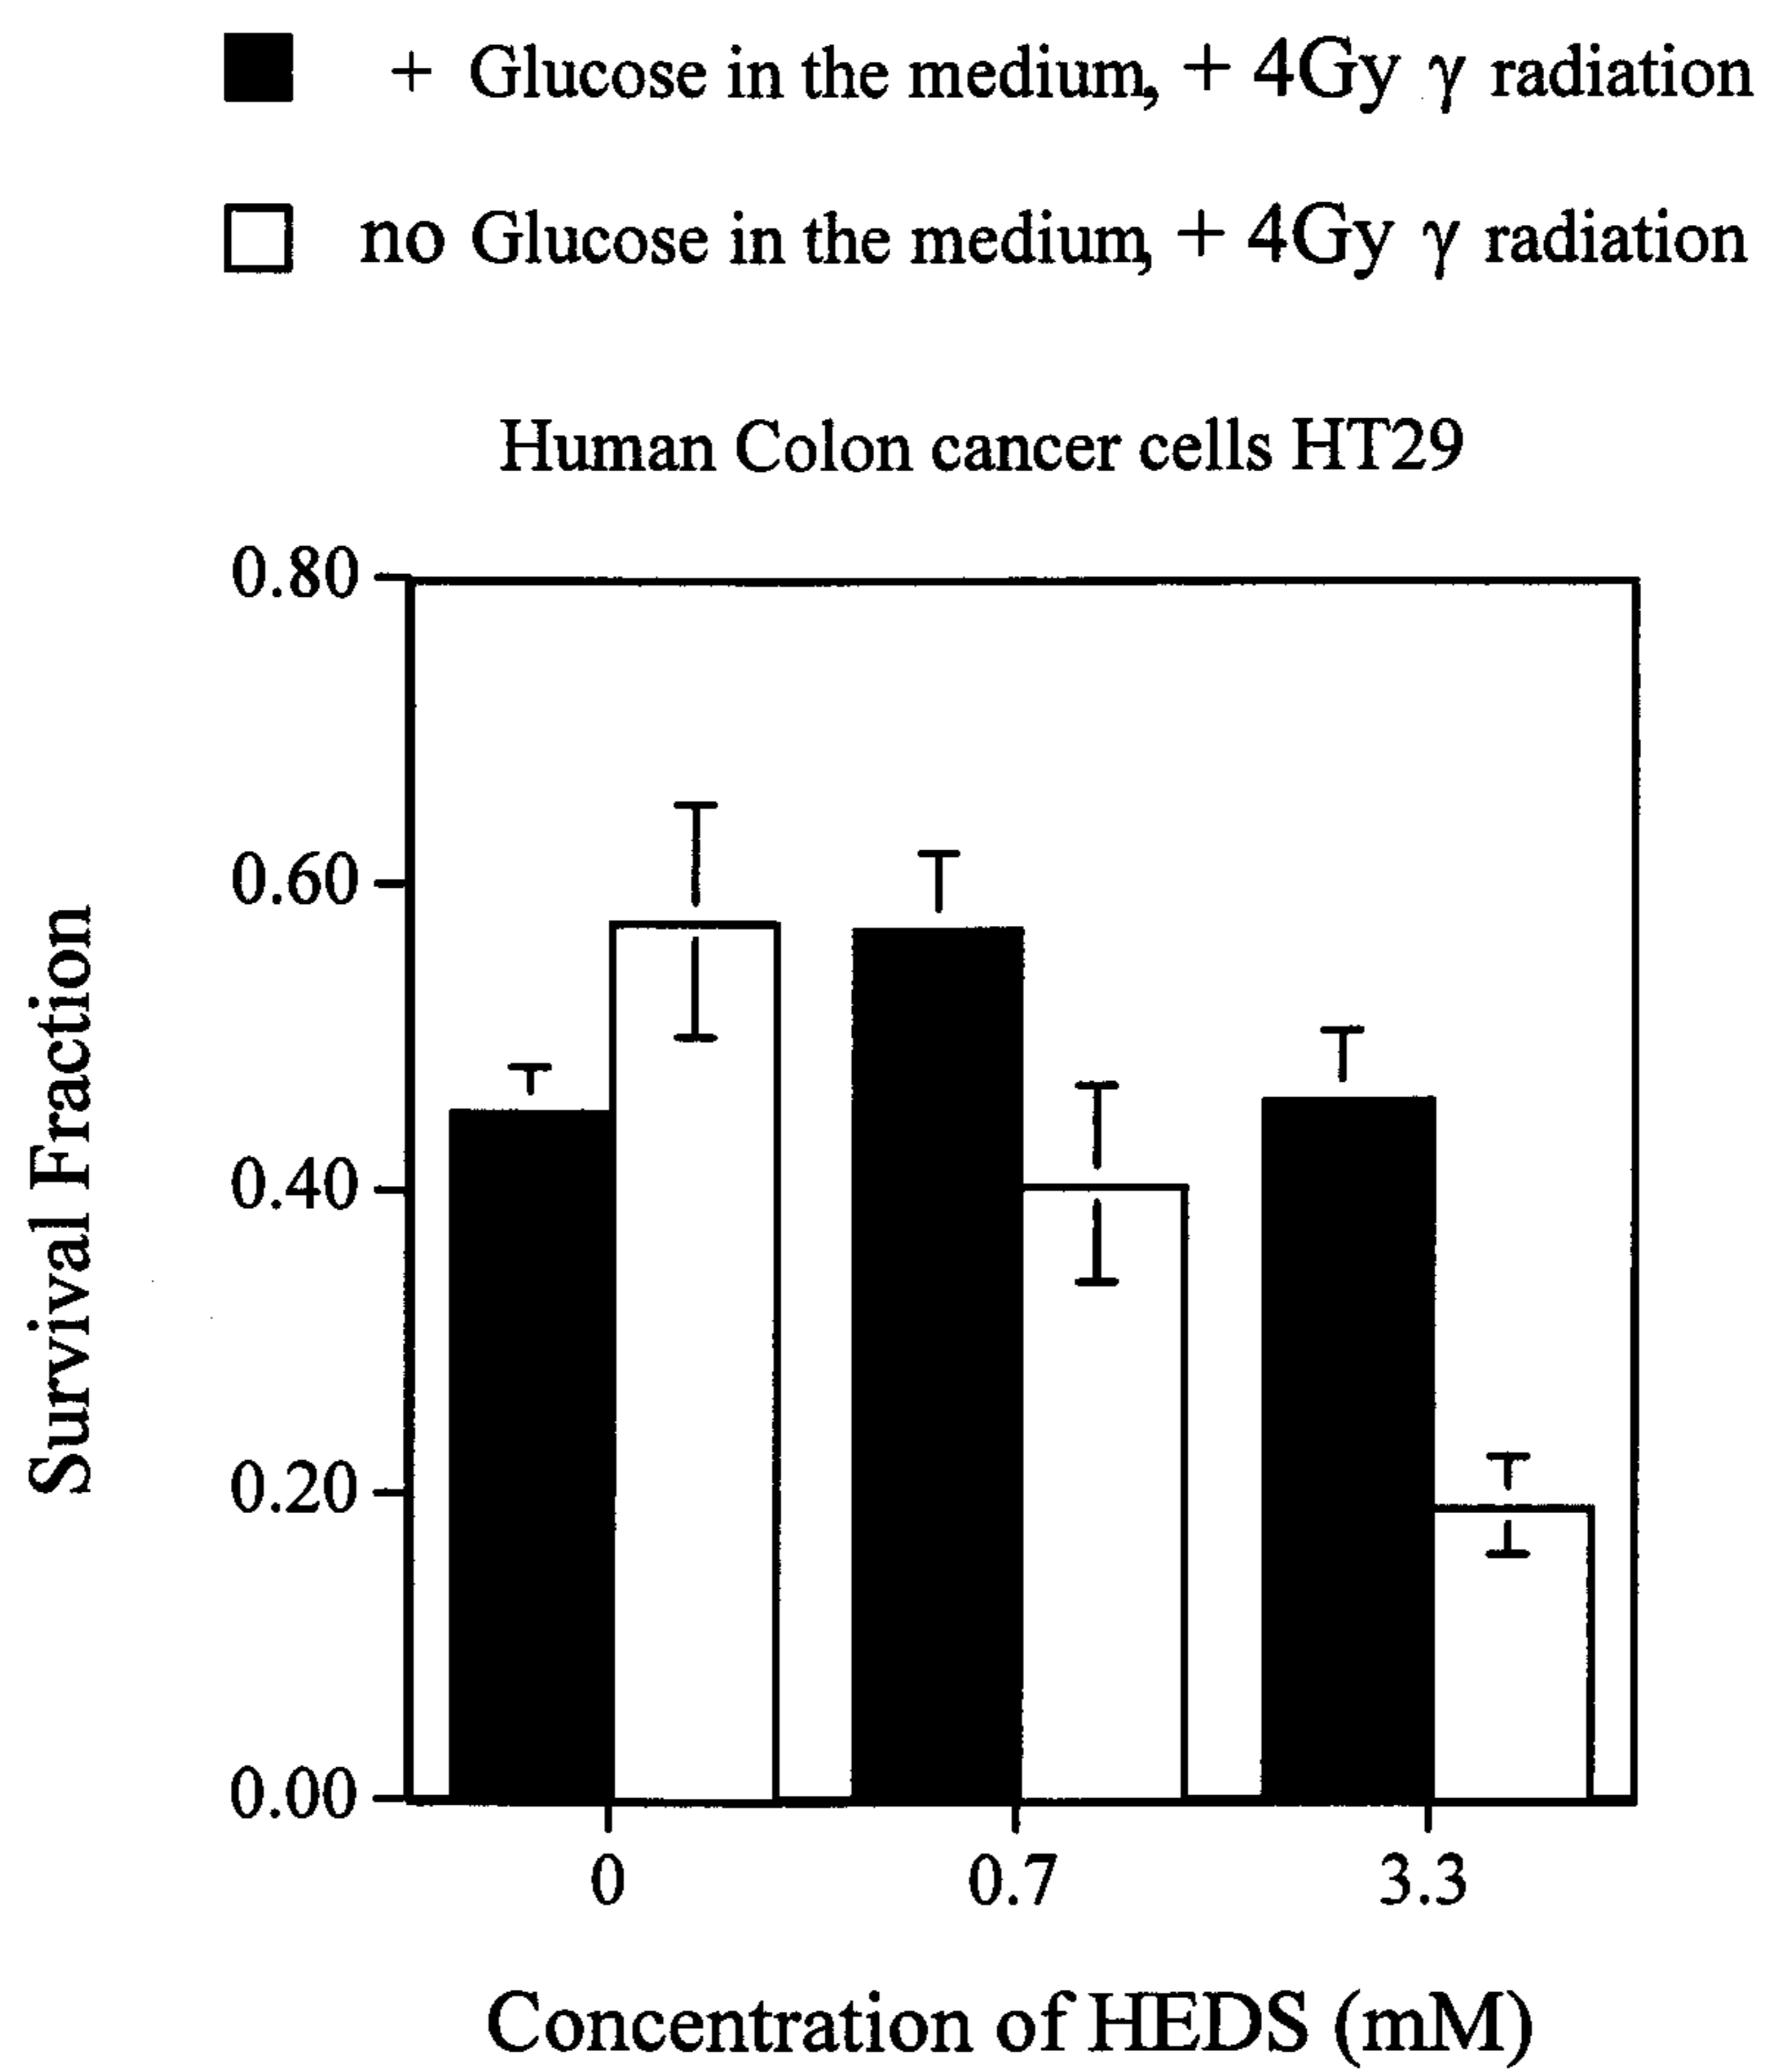 + Glucose in the medium, + 4Gy γ radiation
no Glucose in the medium, + 4Gy γ radiation
Human Colon cancer cells HT29
0.80
0.60
0.40
0.20
0.00
Survival Fraction
0 0.7 3.3
Concentration of HEDS (mM)